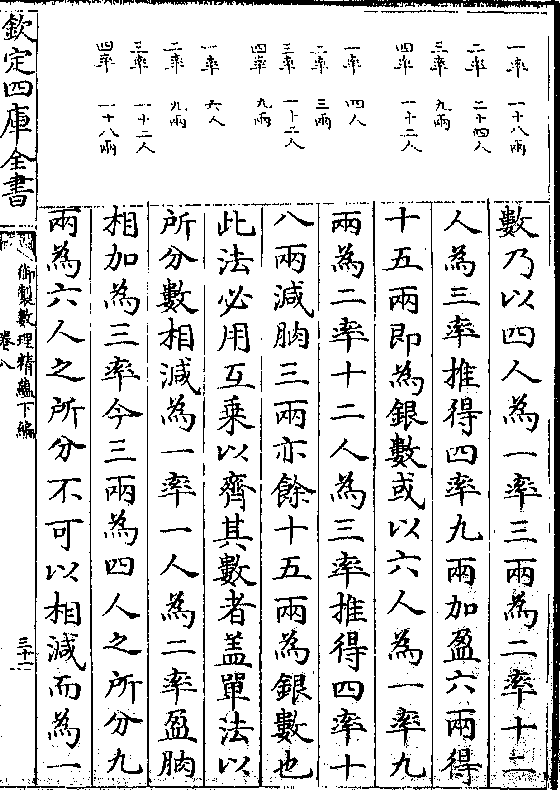 一率 一十八兩
二率 二十四人
三率 九兩
四率 一十二人
一率 四人
二率 三兩
三率 一十二人
四率 九兩
一率 六人
二率 九兩
三率 一十二人
四率 一十八兩
數乃以四人為一率三兩為二率十二
人為三率推得四率九兩加盈六兩得
十五兩即為銀數或以六人為一率九
兩為二率十二人為三率推得四率十
八兩減朒三兩亦餘十五兩為銀數也
此法必用互乘以齊其數者盖單法以
所分數相減為一率一人為二率盈朒
相加為三率今三兩為四人之所分九
兩為六人之所分不可以相減而為一
欽定四庫全書
御製數理精蘊下編
卷八